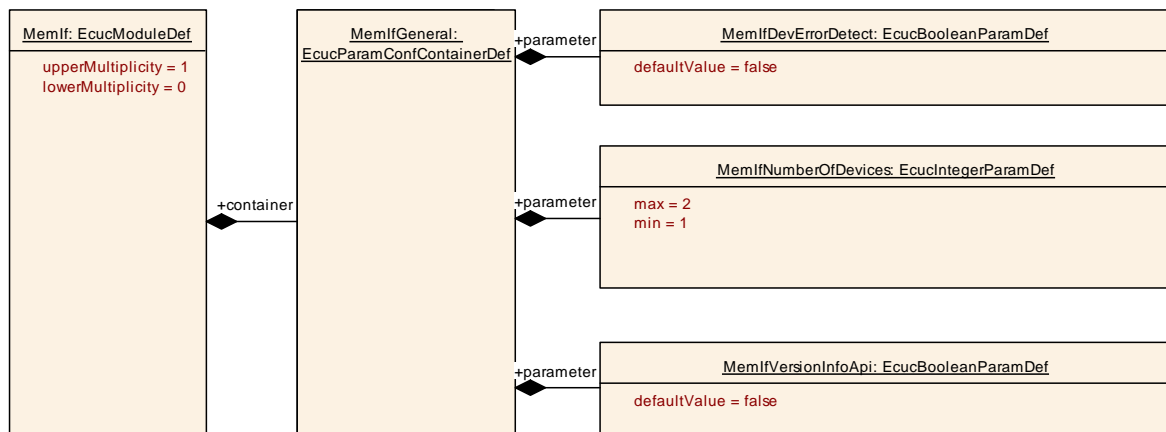 MemIf: EcucModuleDef
upperMultiplicity = 1
lowerMultiplicity = 0
+container
MemIfGeneral:
EcucParamConfContainerDef
+parameter
MemIfDevErrorDetect: EcucBooleanParamDef
defaultValue = false
+parameter
MemIfNumberOfDevices: EcucIntegerParamDef
max = 2
min = 1
+parameter
MemIfVersionInfoApi: EcucBooleanParamDef
defaultValue = false